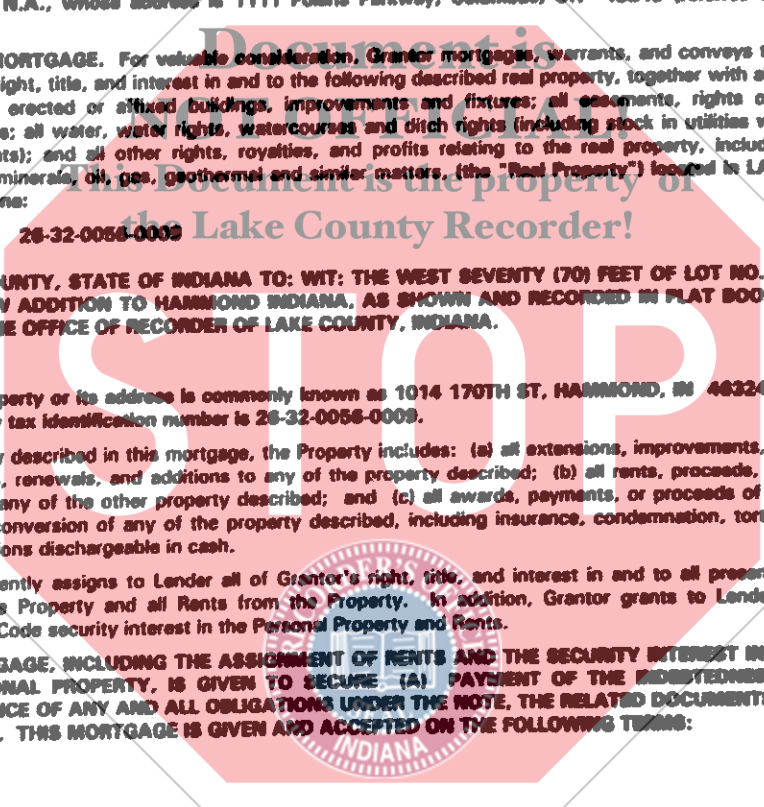 N.A., whose address is 1111 Polaris Parkway, Columbus, OH
Document is
MORTGAGE. For valuable consideration, Grantor mortgages, warrants, and conveys t
ight, title, and interest in and to the following described real property, together with a
erected or affixed buildings, improvements and fixtures; all easements, rights o
NOT OFFICIAL!
s; all water, water rights, watercourses and ditch rights (including stock in utilities w
nts); and all other rights, royalties, and profits relating to the real property, includ
minerals, oil, gas, geothermal and similar matters, (the "Real Property") located in LA
This Document is the property of
na:
the Lake County Recorder!
26-32-0056-0009
UNTY, STATE OF INDIANA TO: WIT: THE WEST SEVENTY (70) FEET OF LOT NO.
ADDITION TO HAMMOND INDIANA, AS SHOWN AND RECORDED IN PLAT BOO
E OFFICE OF RECORDER OF LAKE COUNTY, INDIANA.
STOP
perty or its address is commonly known as 1014 170TH ST, HAMMOND, IN 46324
tax identification number is 26-32-0056-0009.
y described in this mortgage, the Property includes: (a) all extensions, improvements,
, renewals, and additions to any of the property described; (b) all rents, proceeds,
any of the other property described; and (c) all awards, payments, or proceeds of
conversion of any of the property described, including insurance, condemnation, tort
ions dischargeable in cash.
ently assigns to Lender all of Grantor's right, title, and interest in and to all presen
s Property and all Rents from the Property. In addition, Grantor grants to Lende
Code security interest in the Personal Property and Rents.
GAGE, INCLUDING THE ASSIGNMENT OF RENTS AND THE SECURITY INTEREST IN
ONAL PROPERTY, IS GIVEN TO SECURE (A) PAYMENT OF THE INDEBTEDNES
NCE OF ANY AND ALL OBLIGATIONS UNDER THE NOTE, THE RELATED DOCUMENT
. THIS MORTGAGE IS GIVEN AND ACCEPTED ON THE FOLLOWING TERMS:
INDIANA